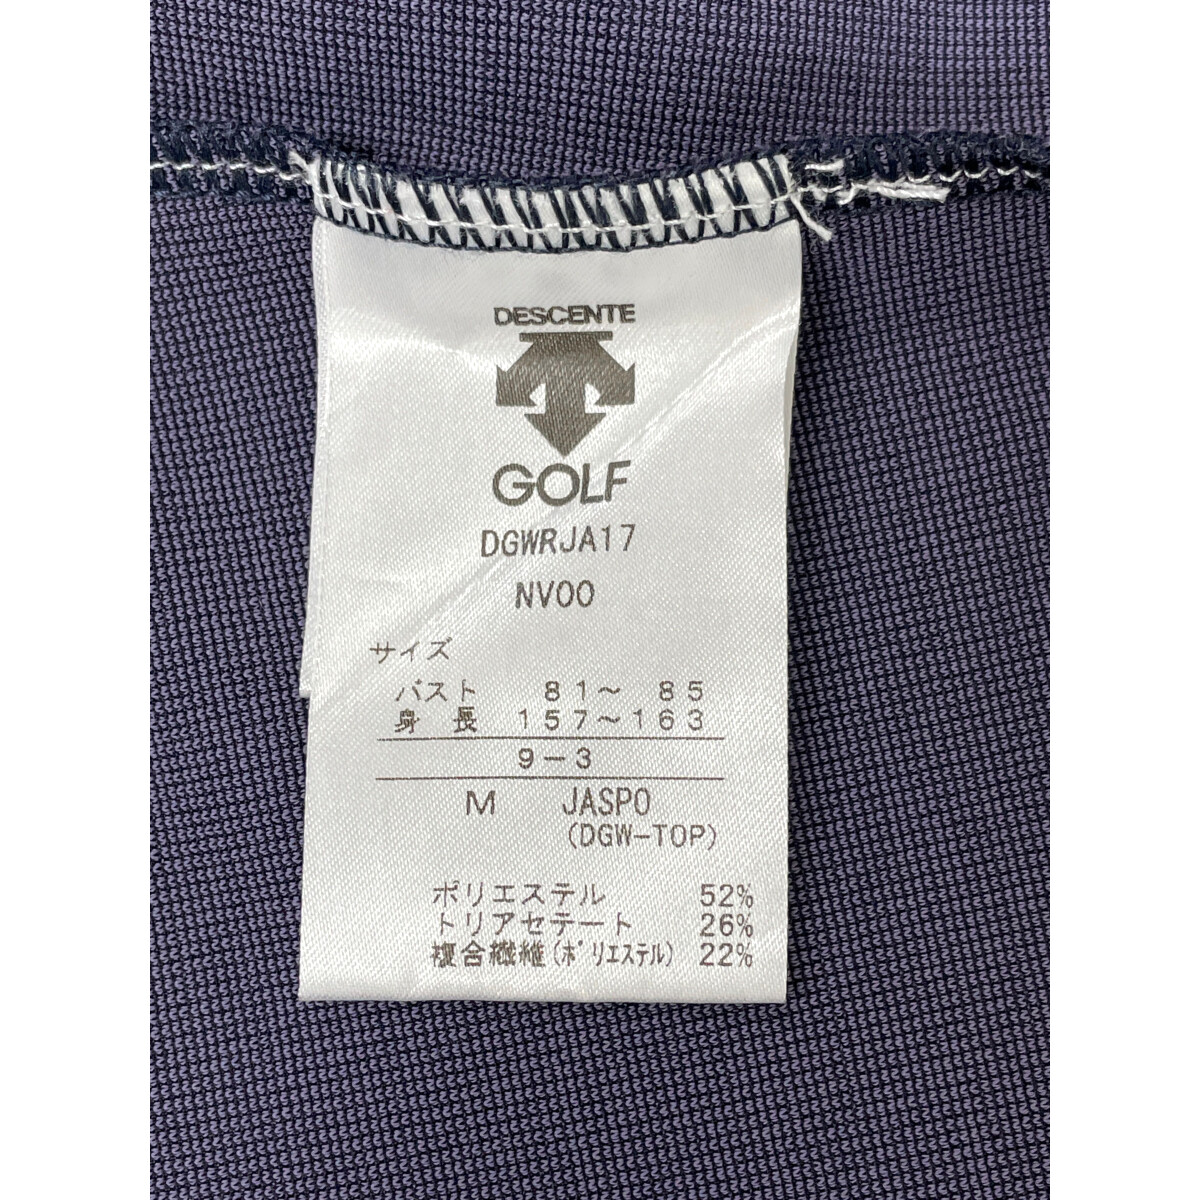 DESCENTE
GOLF
DGWRJA17
NV00
サイズ
バスト 81~ 85
身長 157~163
9-3
M JASPO
(DGW-TOP)
ポリエステル 52%
トリアセテート 26%
複合繊維(ポリエステル) 22%